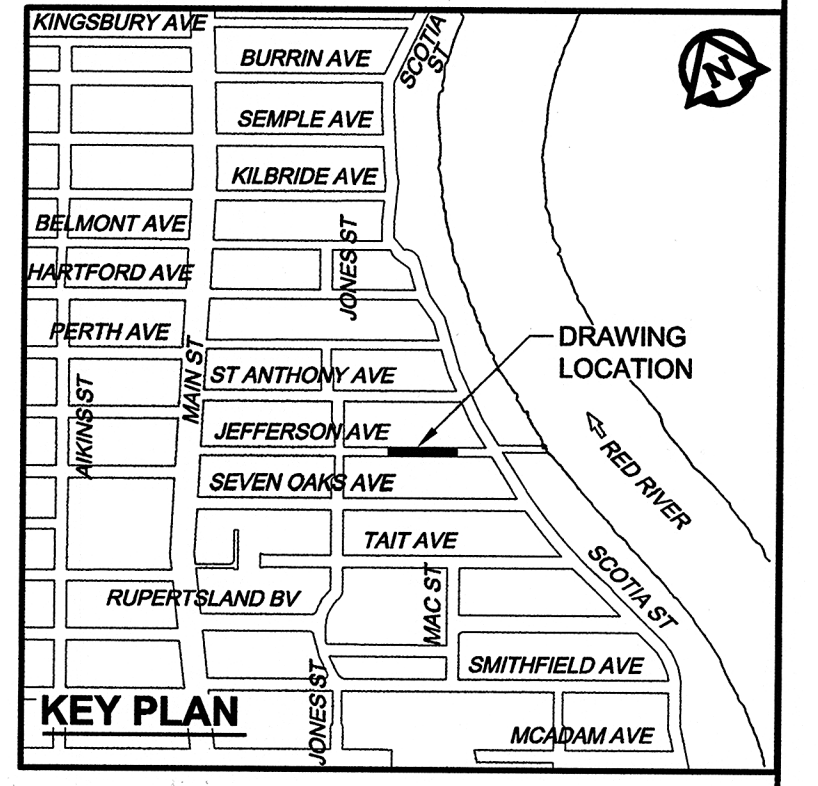 KINGSBURY AVE
BURRIN AVE
SCOTIA
ST
N
SEMPLE AVE
KILBRIDE AVE
BELMONT AVE
JONES ST
HARTFORD AVE
PERTH AVE
DRAWING
LOCATION
MAIN ST
ST ANTHONY AVE
AIKINS ST
JEFFERSON AVE
RED RIVER
SEVEN OAKS AVE
TAIT AVE
SCOTIA ST
MAC ST
RUPERTSLAND BV
SMITHFIELD AVE
JONES ST
KEY PLAN
MCADAM AVE